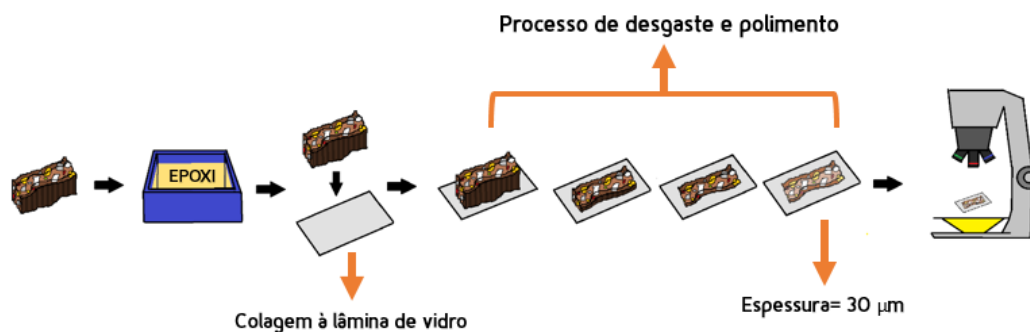 Processo de desgaste e polimento
EPOXI
Colagem à lâmina de vidro
Espessura= 30 μm